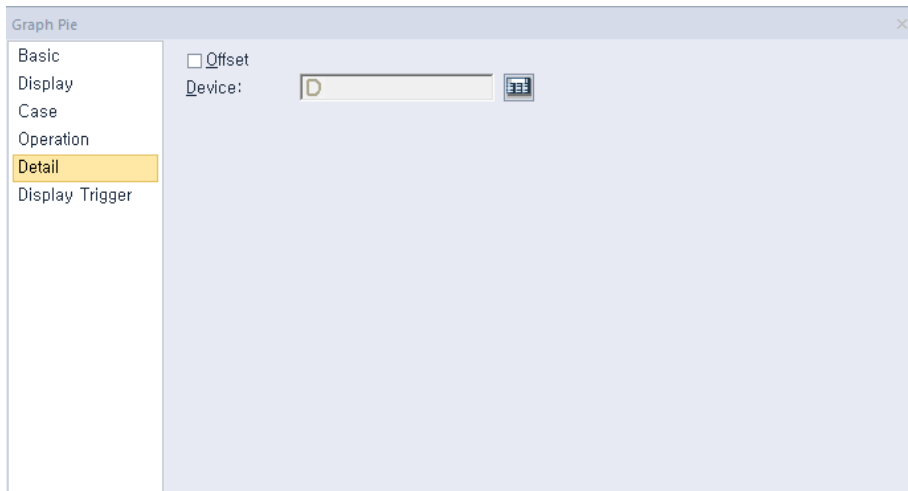 Graph Pie
Basic
Display
Case
Operation
Detail
Display Trigger
Offset
Device: D